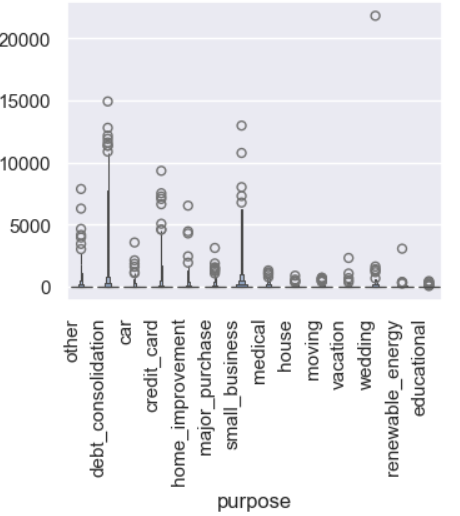 20000
15000
10000
5000
0
other
debt_consolidation
car
credit_card
home_improvement
major_purchase
small_business
medical
house
moving
vacation
wedding
renewable_energy
educational
purpose